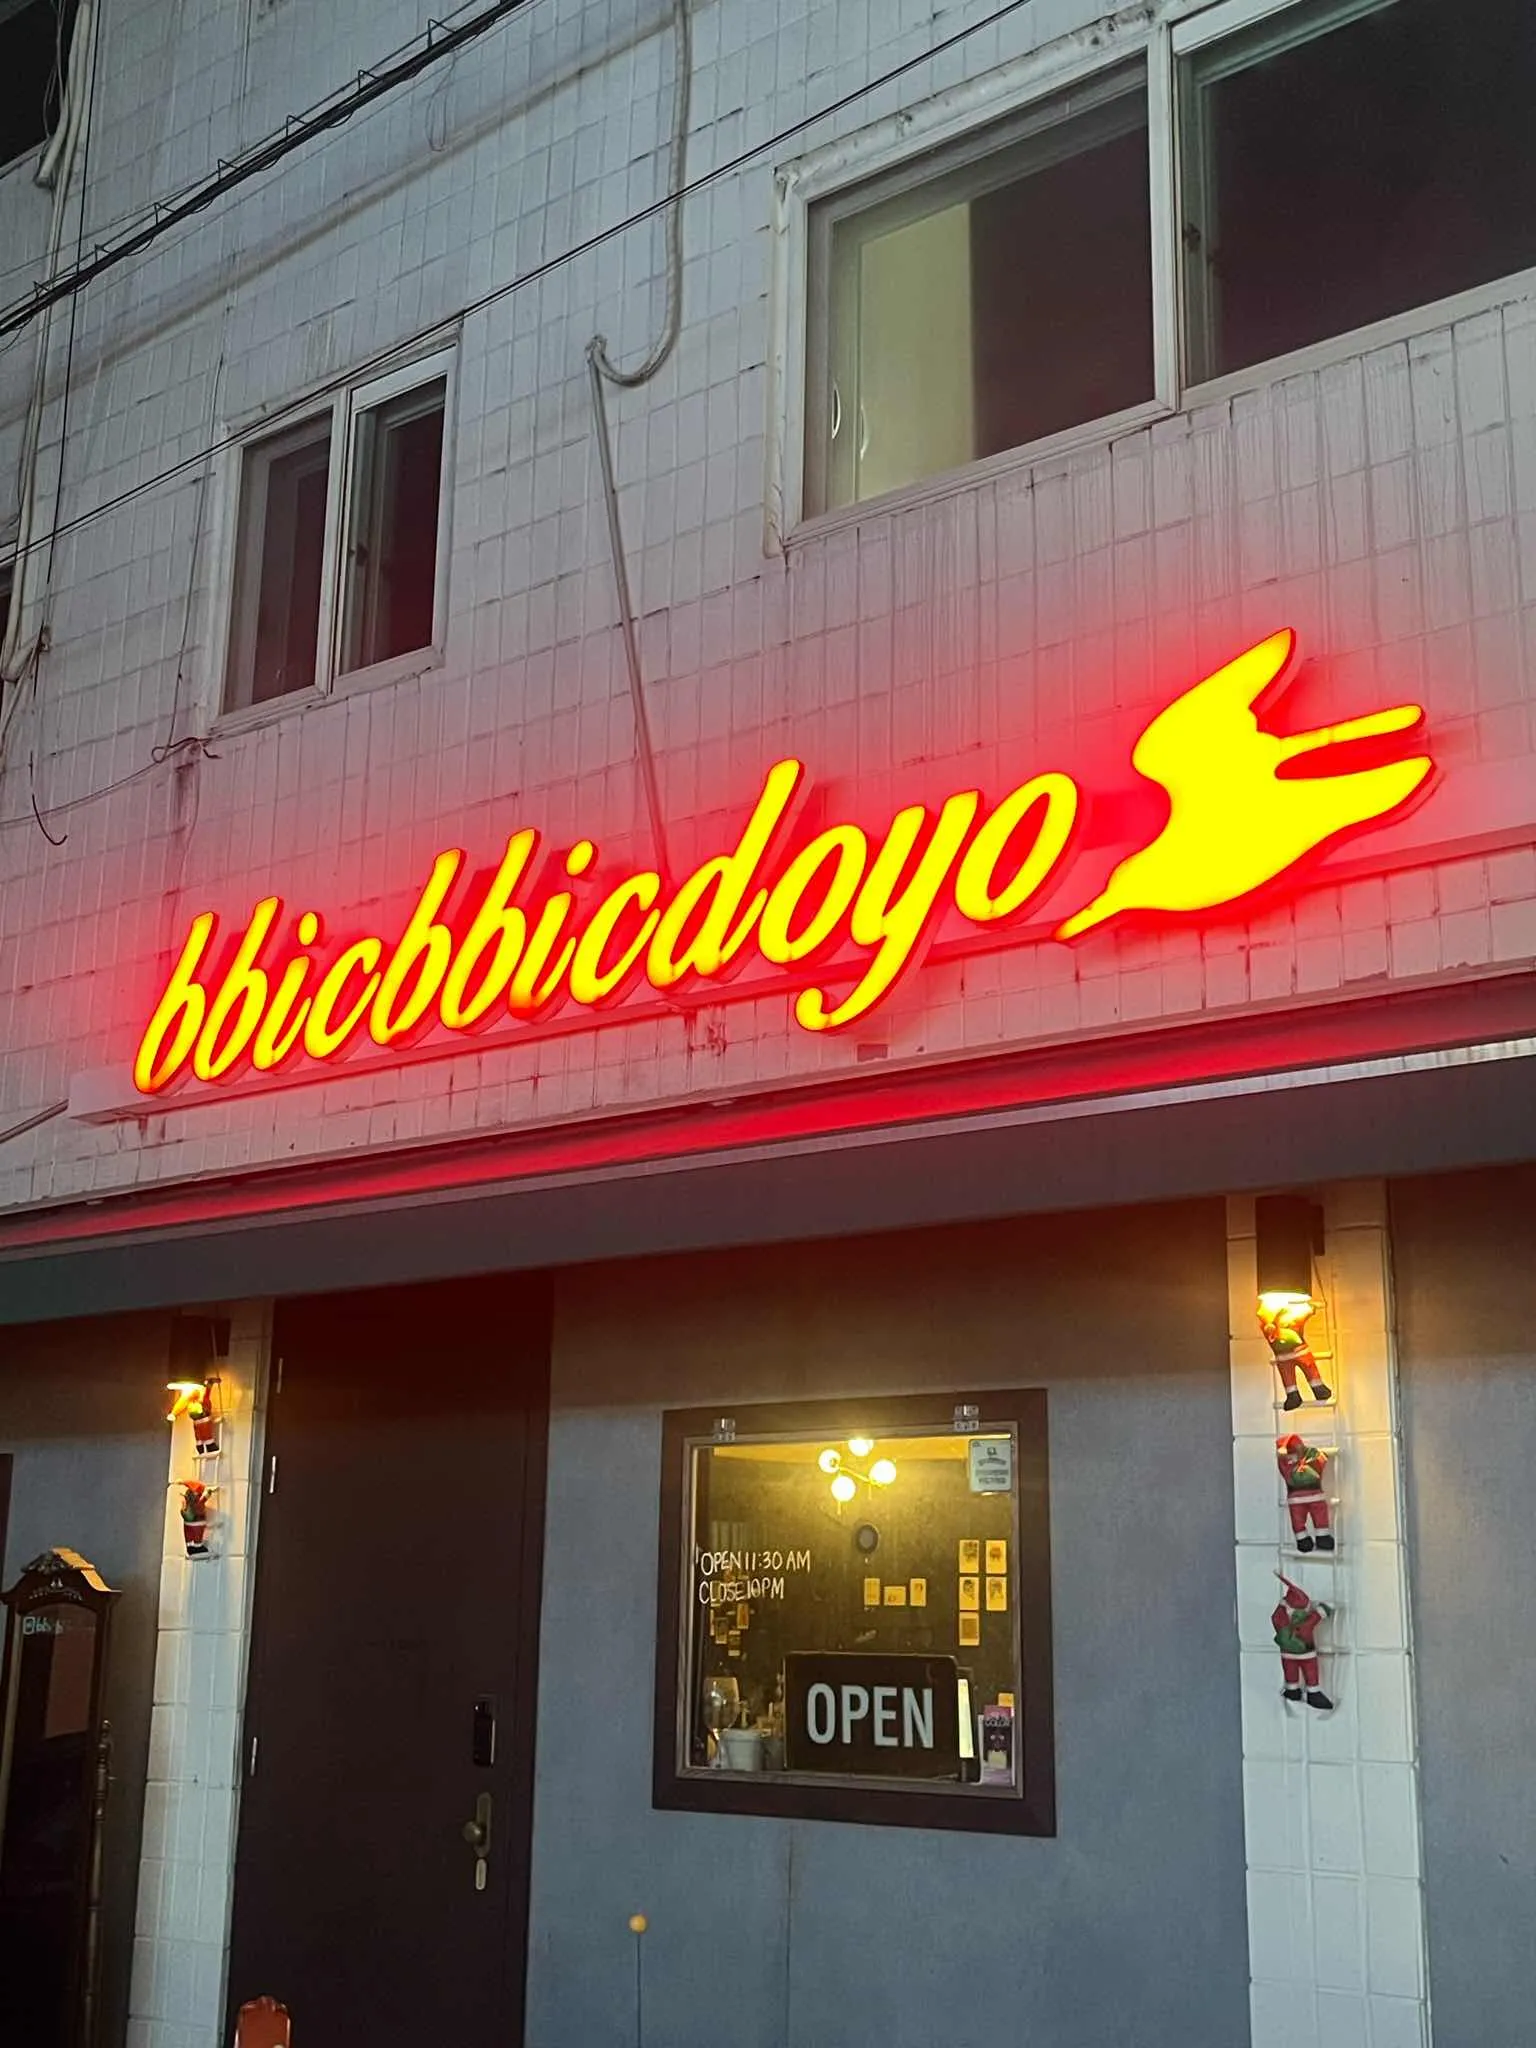 bbicbbicdoyo
OPEN 11:30 AM
CLOSE 10PM
OPEN